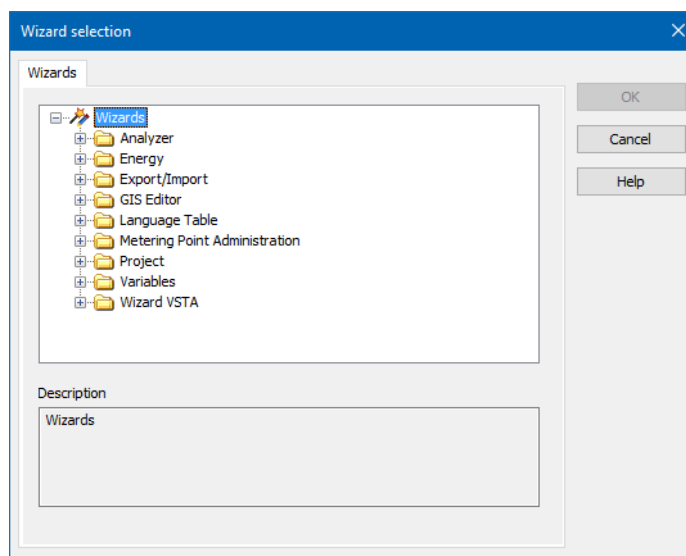 Wizard selection
Wizards
OK
Wizards
Analyzer
Cancel
Energy
Export/Import
Help
GIS Editor
Language Table
Metering Point Administration
Project
Variables
Wizard VSTA
Description
Wizards